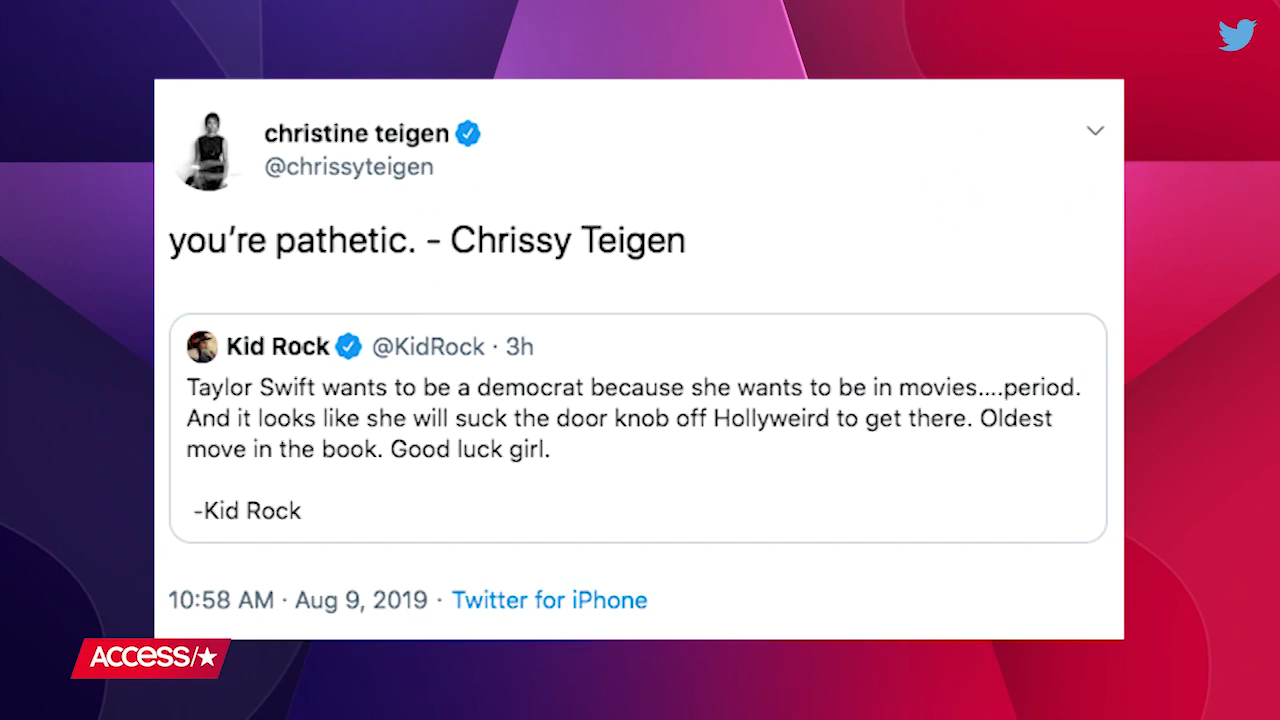 christine teigen
@chrissyteigen
you’re pathetic. - Chrissy Teigen
Kid Rock @KidRock · 3h
Taylor Swift wants to be a democrat because she wants to be in movies....period.
And it looks like she will suck the door knob off Hollyweird to get there. Oldest
move in the book. Good luck girl.
-Kid Rock
10:58 AM · Aug 9, 2019 · Twitter for iPhone
ACCESS/★